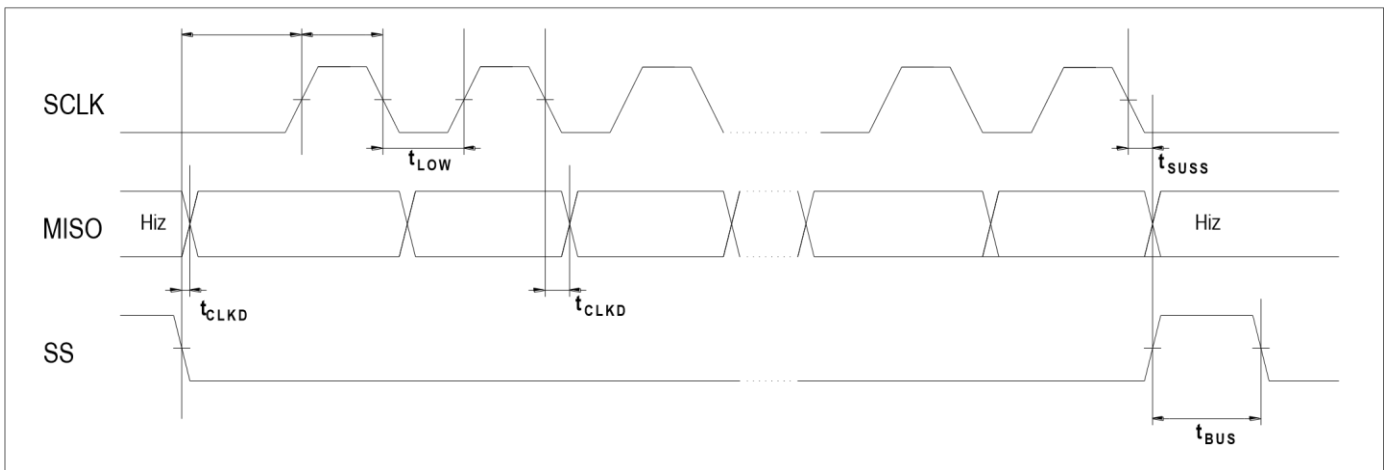 SCLK
tLOW
tSUSS
MISO
Hiz
Hiz
tCLKD
tCLKD
SS
tBUS